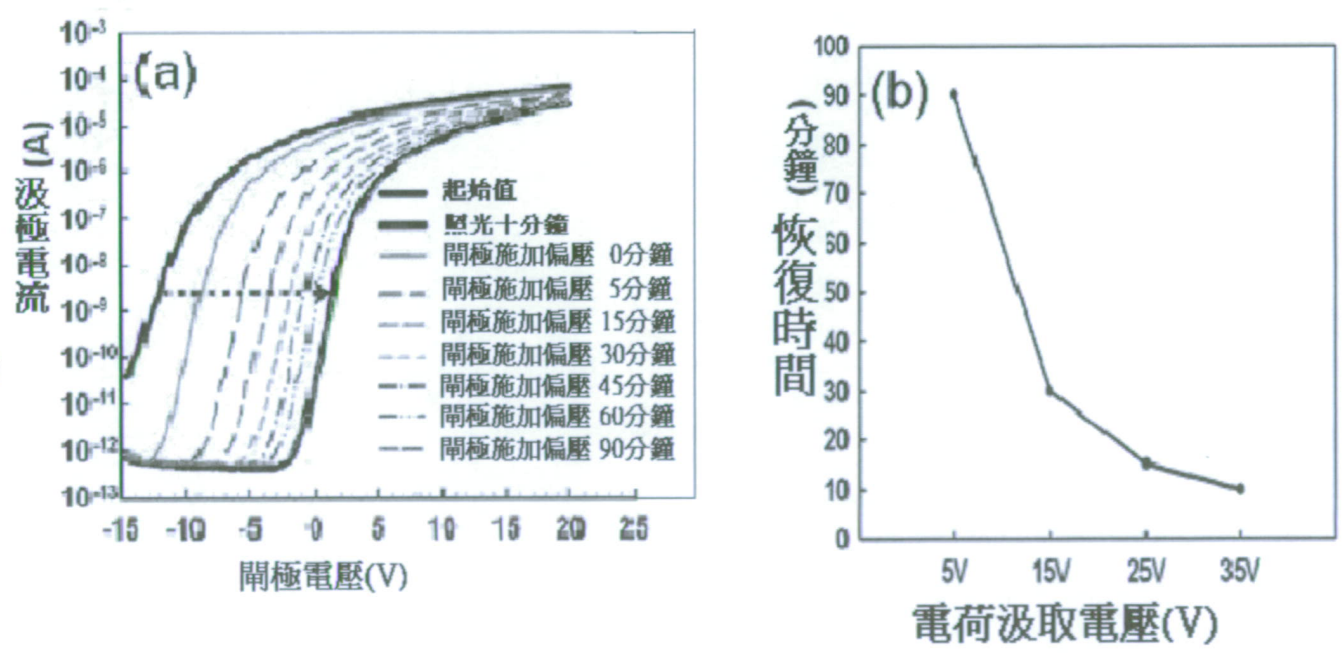 (a)
汲極電流 (A)
10-3
10-4
10-5
10-6
10-7
10-8
10-9
10-10
10-11
10-12
10-13
起始值
照光十分鐘
閘極施加偏壓 0分鐘
閘極施加偏壓 5分鐘
閘極施加偏壓 15分鐘
閘極施加偏壓 30分鐘
閘極施加偏壓 45分鐘
閘極施加偏壓 60分鐘
閘極施加偏壓 90分鐘
-15 -10 -5 0 5 10 15 20 25
閘極電壓(V)
(b)
恢復時間(分鐘)
100
90
80
70
60
50
40
30
20
10
0
5V 15V 25V 35V
電荷汲取電壓(V)